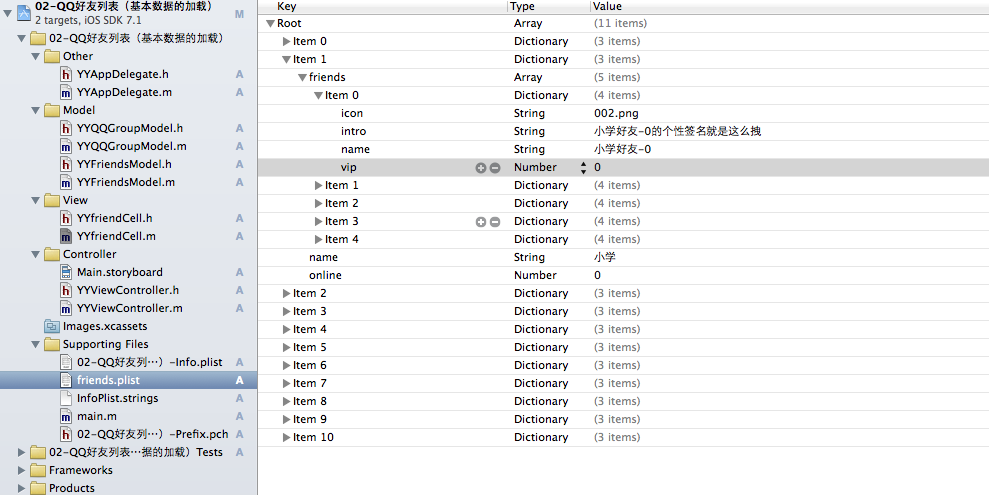 02-QQ好友列表（基本数据的加载） M
2 targets, iOS SDK 7.1
02-QQ好友列表（基本数据的加载）
Other
YYAppDelegate.h A
YYAppDelegate.m A
Model
YYQQGroupModel.h A
YYQQGroupModel.m A
YYFriendsModel.h A
YYFriendsModel.m A
View
YYfriendCell.h A
YYfriendCell.m A
Controller
Main.storyboard A
YYViewController.h A
YYViewController.m A
Images.xcassets A
Supporting Files
02-QQ好友列…）-Info.plist A
friends.plist A
InfoPlist.strings A
main.m A
02-QQ好友列…）-Prefix.pch A
02-QQ好友列表…据的加载）Tests A
Frameworks
Products
Key Type Value
Root Array (11 items)
Item 0 Dictionary (3 items)
Item 1 Dictionary (3 items)
friends Array (5 items)
Item 0 Dictionary (4 items)
icon String 002.png
intro String 小学好友-0的个性签名就是这么拽
name String 小学好友-0
vip Number 0
Item 1 Dictionary (4 items)
Item 2 Dictionary (4 items)
Item 3 Dictionary (4 items)
Item 4 Dictionary (4 items)
name String 小学
online Number 0
Item 2 Dictionary (3 items)
Item 3 Dictionary (3 items)
Item 4 Dictionary (3 items)
Item 5 Dictionary (3 items)
Item 6 Dictionary (3 items)
Item 7 Dictionary (3 items)
Item 8 Dictionary (3 items)
Item 9 Dictionary (3 items)
Item 10 Dictionary (3 items)